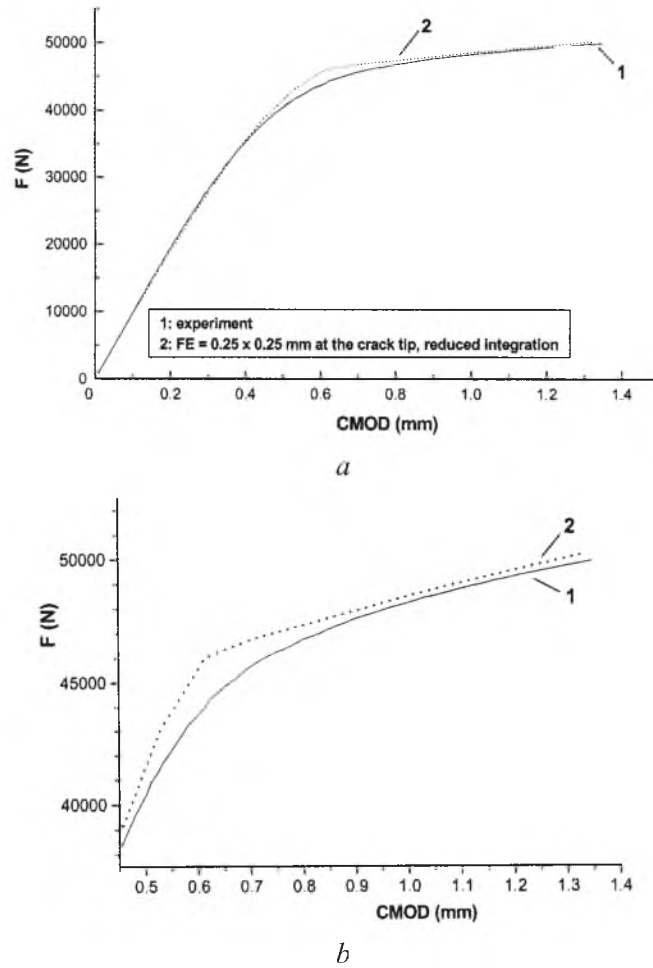 2
50000
1
40000
F (N)
30000
20000
10000
1: experiment
2: FE = 0.25 x 0.25 mm at the crack tip, reduced integration
0
0 0.2 0.4 0.6 0.8 1.0 1.2 1.4
CMOD (mm)
a
2
50000
1
F (N)
45000
40000
0.5 0.6 0.7 0.8 0.9 1.0 1.1 1.2 1.3 1.4
CMOD (mm)
b